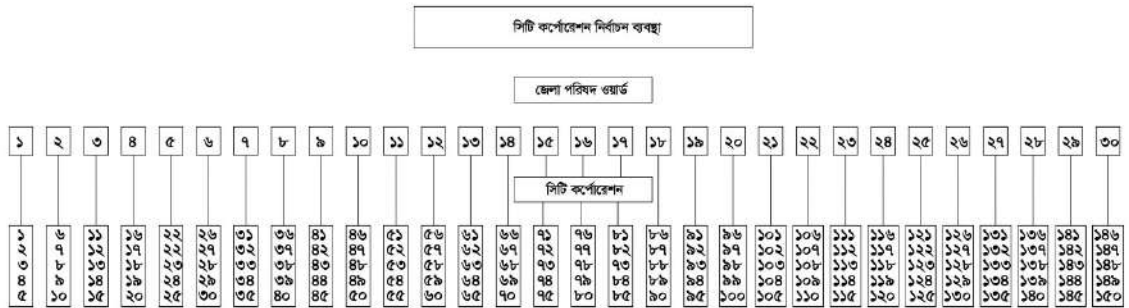 সিটি কর্পোরেশন নির্বাচন ব্যবস্থা
জেলা পরিষদ ওয়ার্ড
১ ২ ৩ ৪ ৫ ৬ ৭ ৮ ৯ ১০ ১১ ১২ ১৩ ১৪ ১৫ ১৬ ১৭ ১৮ ১৯ ২০ ২১ ২২ ২৩ ২৪ ২৫ ২৬ ২৭ ২৮ ২৯ ৩০
সিটি কর্পোরেশন
১ ৬ ১১ ১৬ ২২ ২৬ ৩১ ৩৬ ৪১ ৪৬ ৫১ ৫৬ ৬১ ৬৬ ৭১ ৭৬ ৮১ ৮৬ ৯১ ৯৬ ১০১ ১০৬ ১১১ ১১৬ ১২১ ১২৬ ১৩১ ১৩৬ ১৪১ ১৪৬
২ ৭ ১২ ১৭ ২২ ২৭ ৩২ ৩৭ ৪২ ৪৭ ৫২ ৫৭ ৬২ ৬৭ ৭২ ৭৭ ৮২ ৮৭ ৯২ ৯৭ ১০২ ১০৭ ১১২ ১১৭ ১২২ ১২৭ ১৩২ ১৩৭ ১৪২ ১৪৭
৩ ৮ ১৩ ১৮ ২৩ ২৮ ৩৩ ৩৮ ৪৩ ৪৮ ৫৩ ৫৮ ৬৩ ৬৮ ৭৩ ৭৮ ৭৩ ৮৮ ৯৩ ৯৮ ১০৩ ১০৮ ১১৩ ১১৮ ১২৩ ১২৮ ১৩৩ ১৩৮ ১৪৩ ১৪৮
৪ ৯ ১৪ ১৯ ২৪ ২৯ ৩৪ ৩৯ ৪৪ ৪৯ ৫৪ ৫৯ ৬৪ ৬৯ ৭৪ ৭৯ ৮৪ ৮৯ ৯৪ ৯৯ ১০৪ ১০৯ ১১৪ ১১৯ ১২৪ ১২৯ ১৩৪ ১৩৯ ১৪৪ ১৪৯
৫ ১০ ১৫ ২০ ২৫ ৩০ ৩৫ ৪০ ৪৫ ৫০ ৫৫ ৬০ ৬৫ ৭০ ৭৫ ৮০ ৮৫ ৯০ ৯৫ ১০০ ১০৫ ১১০ ১১৫ ১২০ ১২৫ ১৩০ ১৩৫ ১৪০ ১৪৫ ১৫০